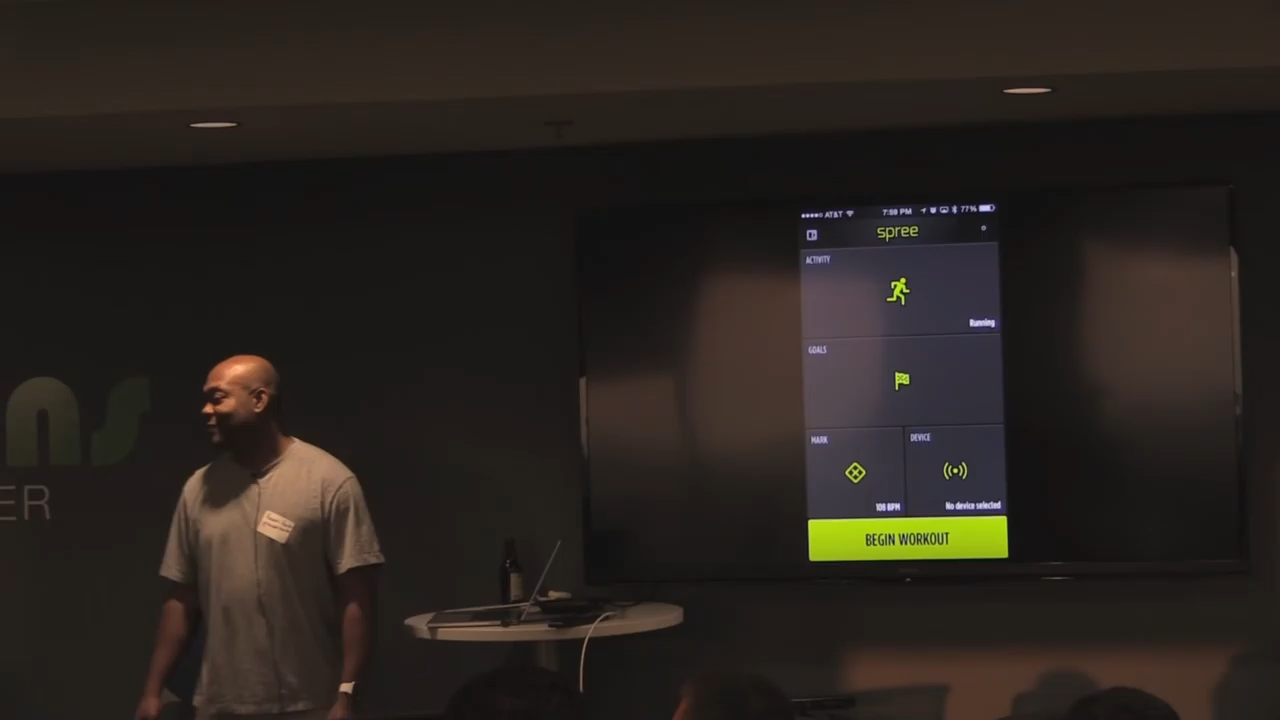 AT&T 7:59 PM 77%
spree
ACTIVITY
Running
GOALS
MARK
108 BPM
DEVICE
No device selected
BEGIN WORKOUT
ns
ER